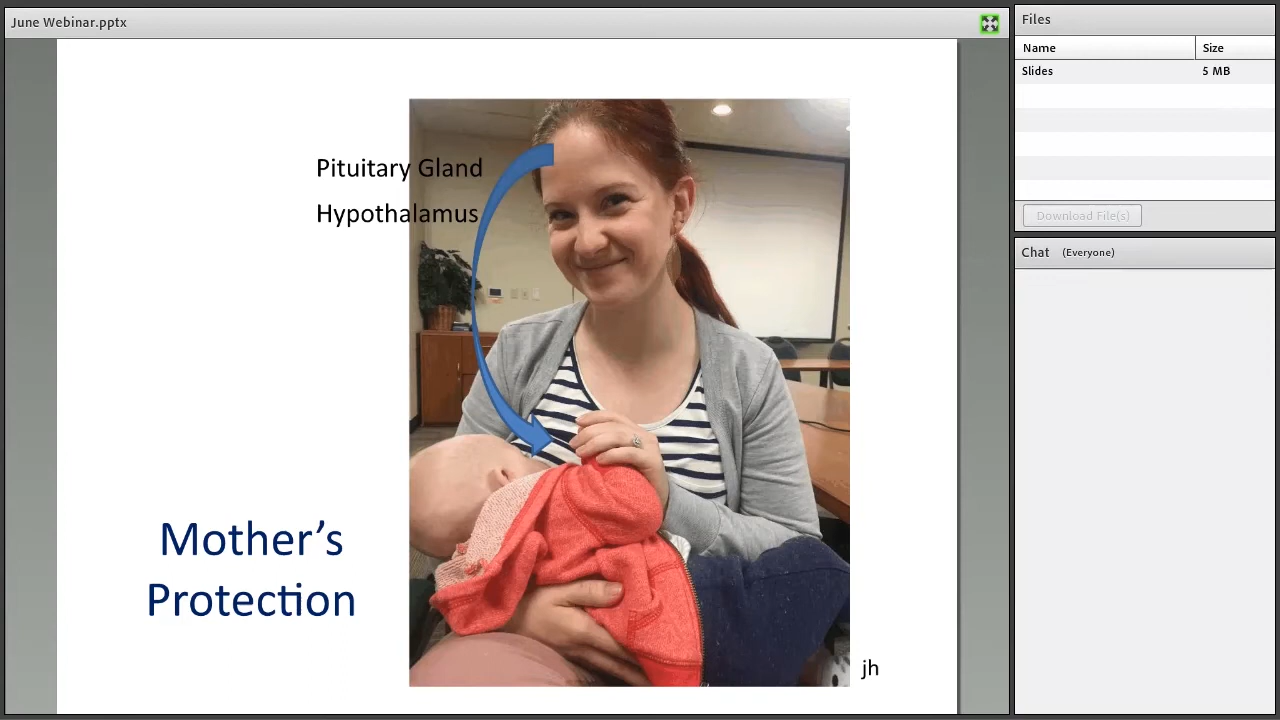 June Webinar.pptx
Pituitary Gland
Hypothalamus
Mother’s
Protection
jh
Files
Name Size
Slides 5 MB
Download File(s)
Chat (Everyone)